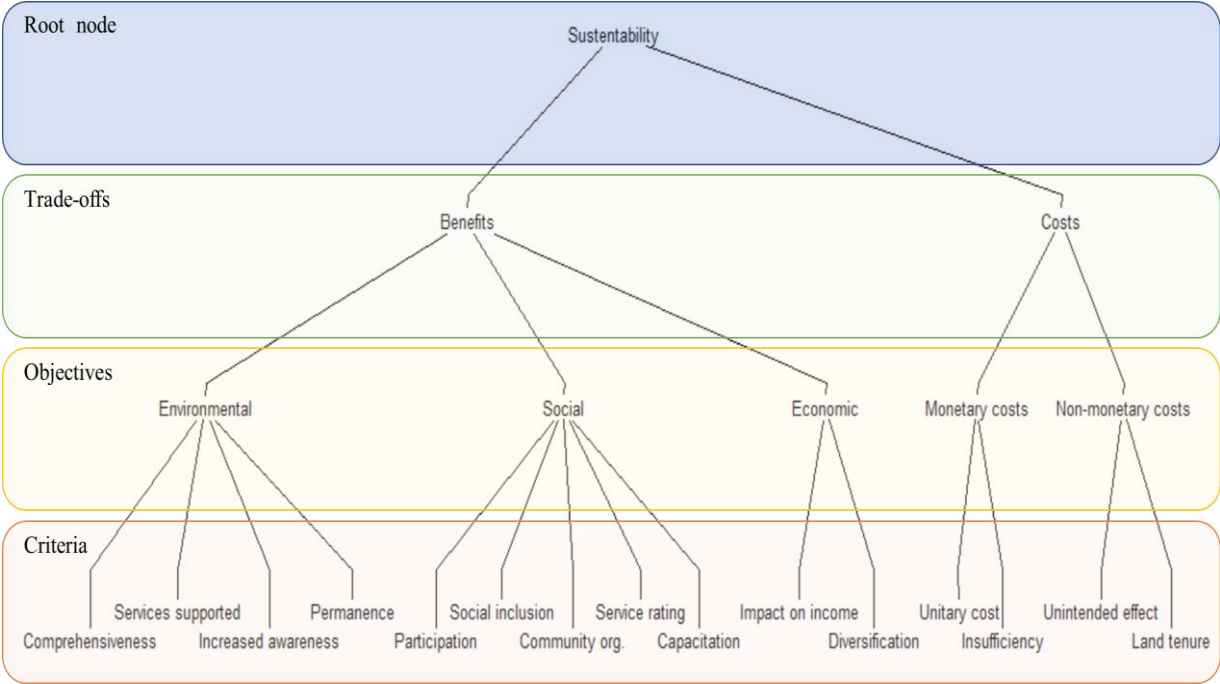 Root node
Sustentability
Trade-offs
Benefits
Costs
Objectives
Environmental
Social
Economic
Monetary costs
Non-monetary costs
Criteria
Services supported
Permanence
Social inclusion
Service rating
Impact on income
Unitary cost
Unintended effect
Comprehensiveness
Increased awareness
Participation
Community org.
Capacitation
Diversification
Insufficiency
Land tenure